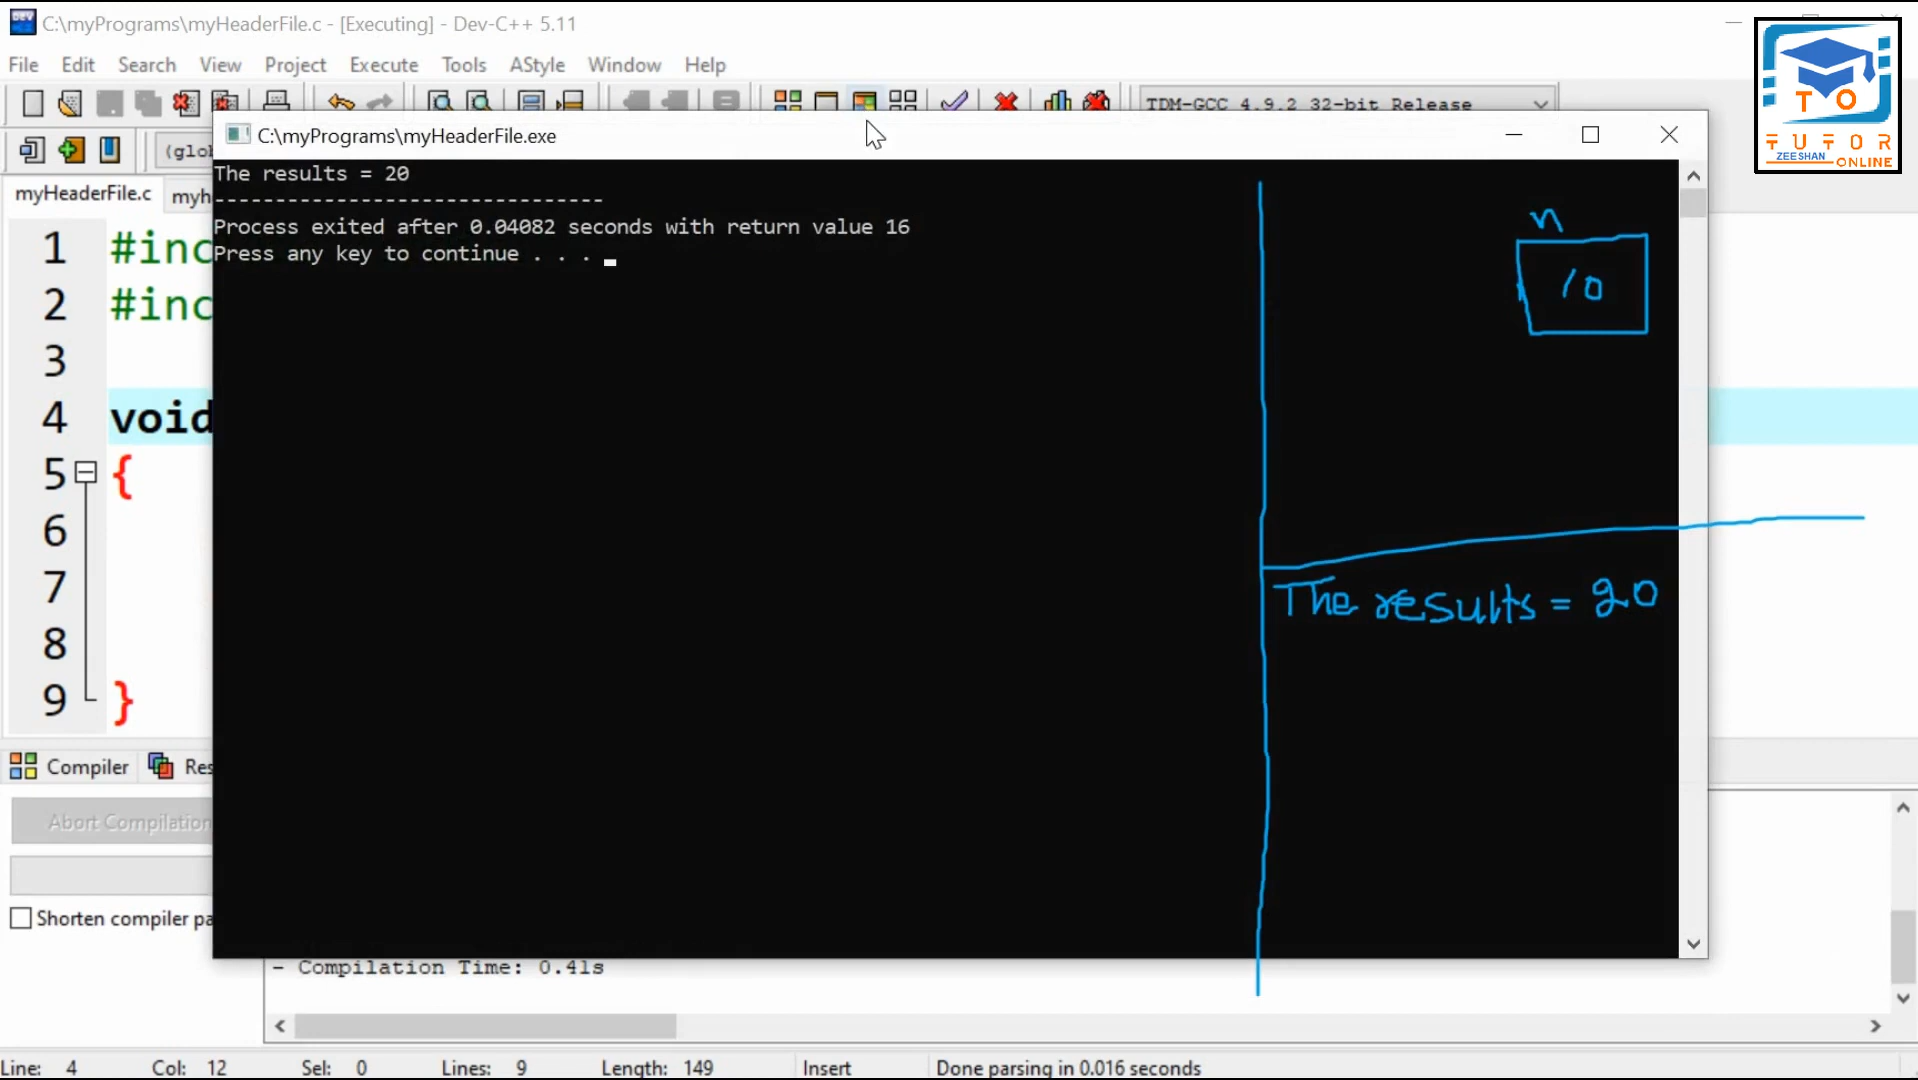 C:\myPrograms\myHeaderFile.c - [Executing] - Dev-C++ 5.11
File Edit Search View Project Execute Tools AStyle Window Help
TDM-GCC 4.9.2 32-bit Release
TO
TUTOR
ZEESHAN ONLINE
(glob
C:\myPrograms\myHeaderFile.exe
myHeaderFile.c myh
The results = 20
--------------------------------
Process exited after 0.04082 seconds with return value 16
Press any key to continue . . .
n
10
The results = 20
1 #inc
2 #inc
3
4 void
5 {
6
7
8
9 }
Compiler Res
Abort Compilation
Shorten compiler pa
- Compilation Time: 0.41s
Line: 4 Col: 12 Sel: 0 Lines: 9 Length: 149 Insert Done parsing in 0.016 seconds